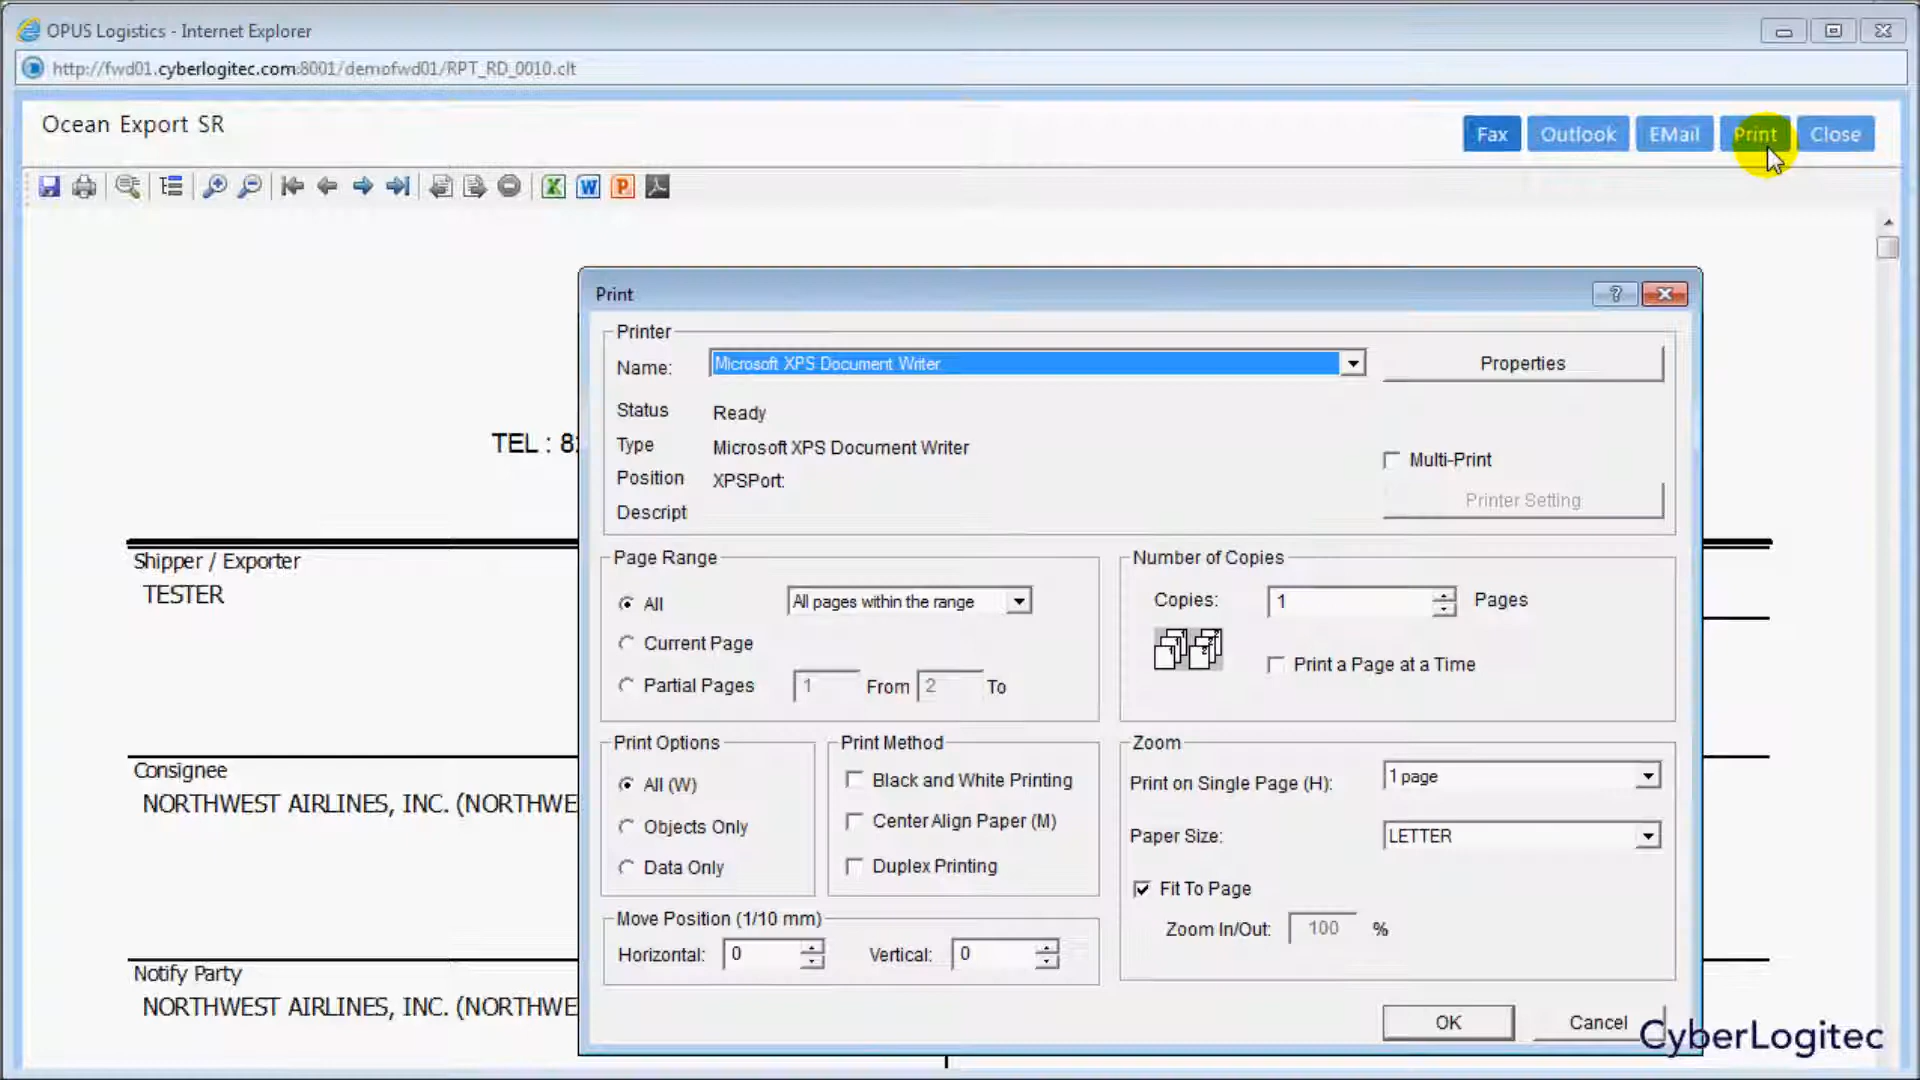 OPUS Logistics - Internet Explorer
http://fwd01.cyberlogitec.com:8001/demofwd01/RPT_RD_0010.clt
Ocean Export SR
Fax Outlook EMail Print Close
TEL : 82
Print
Printer
Name: Microsoft XPS Document Writer Properties
Status Ready
Type Microsoft XPS Document Writer
Multi-Print
Position XPSPort:
Printer Setting
Descript
Shipper / Exporter
TESTER
Page Range
All All pages within the range
Current Page
Partial Pages 1 From 2 To
Number of Copies
Copies: 1 Pages
Print a Page at a Time
Print Options
All (W)
Objects Only
Data Only
Print Method
Black and White Printing
Center Align Paper (M)
Duplex Printing
Zoom
Print on Single Page (H): 1 page
Paper Size: LETTER
Fit To Page
Zoom In/Out: 100 %
Move Position (1/10 mm)
Horizontal: 0 Vertical: 0
OK Cancel
Consignee
NORTHWEST AIRLINES, INC. (NORTHWE
Notify Party
NORTHWEST AIRLINES, INC. (NORTHWE
CyberLogitec